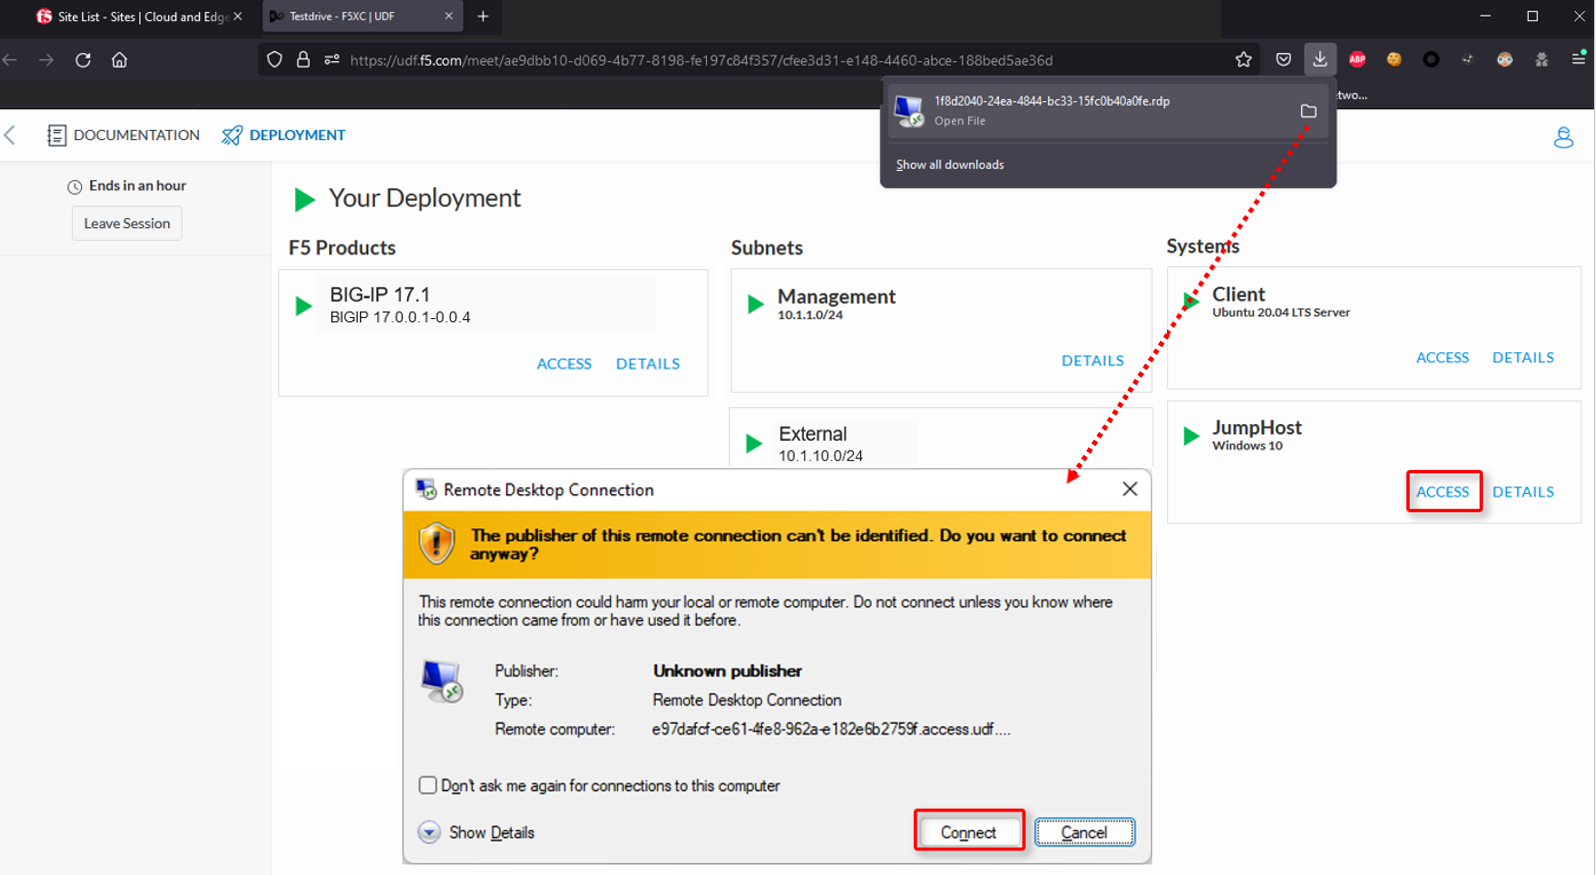 Site List - Sites | Cloud and Edge
Testdrive - F5XC | UDF
https://udf.f5.com/meet/ae9dbb10-d069-4b77-8198-fe197c84f357/cfee3d31-e148-4460-abce-188bed5ae36d
ABP
1f8d2040-24ea-4844-bc33-15fc0b40a0fe.rdp
Open File
Show all downloads
two...
DOCUMENTATION
DEPLOYMENT
Ends in an hour
Leave Session
Your Deployment
F5 Products
BIG-IP 17.1
BIGIP 17.0.0.1-0.0.4
ACCESS DETAILS
Subnets
Management
10.1.1.0/24
DETAILS
External
10.1.10.0/24
Systems
Client
Ubuntu 20.04 LTS Server
ACCESS DETAILS
JumpHost
Windows 10
ACCESS DETAILS
Remote Desktop Connection
The publisher of this remote connection can't be identified. Do you want to connect
anyway?
This remote connection could harm your local or remote computer. Do not connect unless you know where
this connection came from or have used it before.
Publisher: Unknown publisher
Type: Remote Desktop Connection
Remote computer: e97dafcf-ce61-4fe8-962a-e182e6b2759f.access.udf....
Don't ask me again for connections to this computer
Show Details
Connect
Cancel